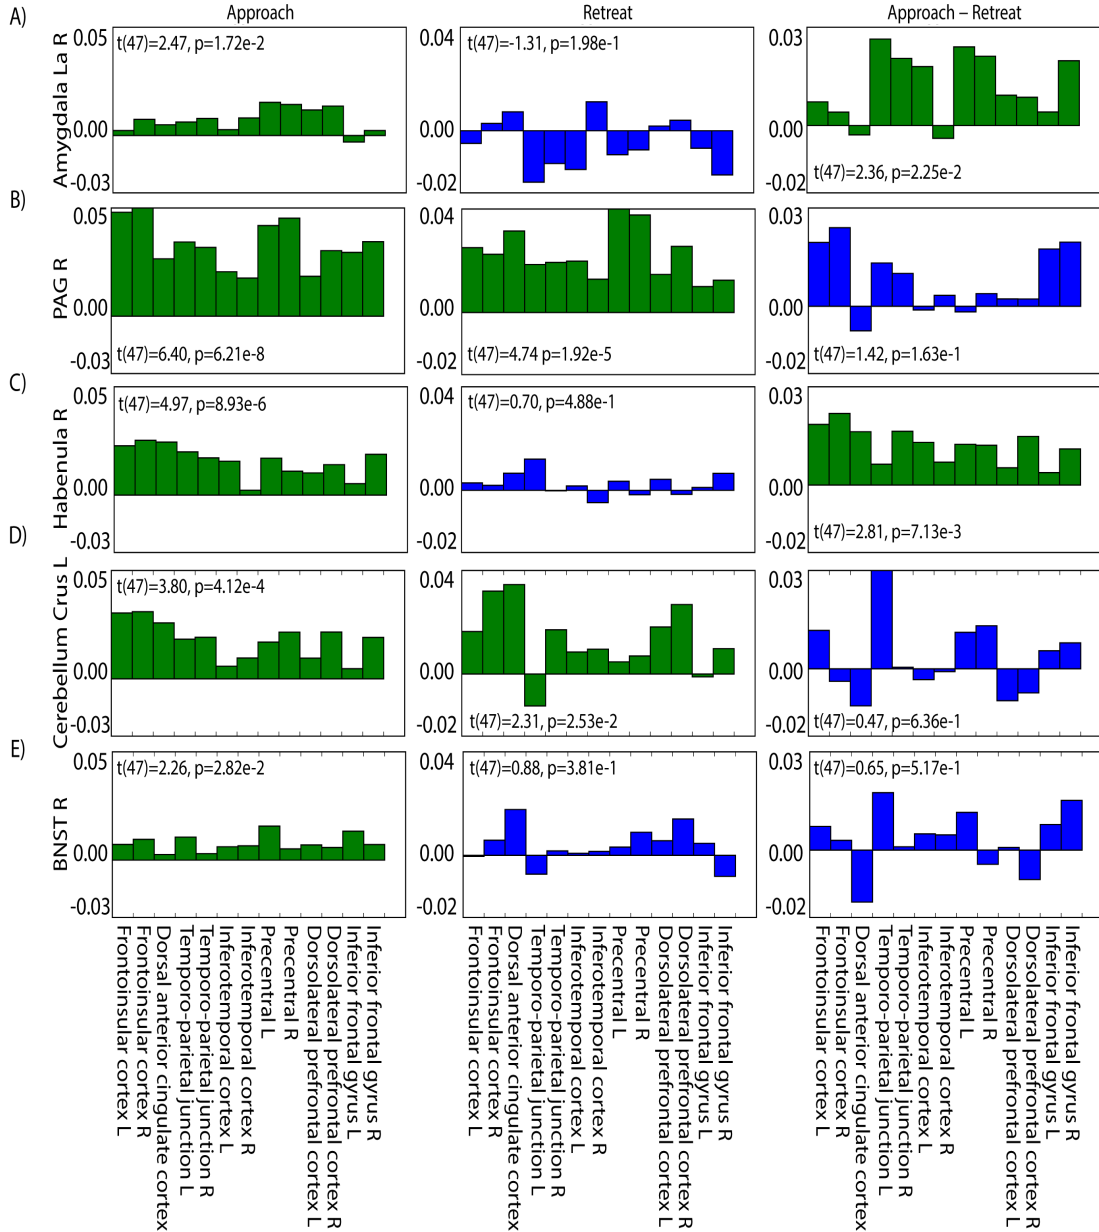 A)
Approach
Retreat
Approach – Retreat
Amygdala La R
0.05
0.00
-0.03
t(47)=2.47, p=1.72e-2
0.04
0.00
-0.02
t(47)=-1.31, p=1.98e-1
0.03
0.00
-0.02
t(47)=2.36, p=2.25e-2
B)
PAG R
0.05
0.00
-0.03
t(47)=6.40, p=6.21e-8
0.04
0.00
-0.02
t(47)=4.74 p=1.92e-5
0.03
0.00
-0.02
t(47)=1.42, p=1.63e-1
C)
Habenula R
0.05
0.00
-0.03
t(47)=4.97, p=8.93e-6
0.04
0.00
-0.02
t(47)=0.70, p=4.88e-1
0.03
0.00
-0.02
t(47)=2.81, p=7.13e-3
D)
Cerebellum Crus L
0.05
0.00
-0.03
t(47)=3.80, p=4.12e-4
0.04
0.00
-0.02
t(47)=2.31, p=2.53e-2
0.03
0.00
-0.02
t(47)=0.47, p=6.36e-1
E)
BNST R
0.05
0.00
-0.03
t(47)=2.26, p=2.82e-2
0.04
0.00
-0.02
t(47)=0.88, p=3.81e-1
0.03
0.00
-0.02
t(47)=0.65, p=5.17e-1
Frontoinsular cortex L
Frontoinsular cortex R
Dorsal anterior cingulate cortex
Temporo-parietal junction L
Temporo-parietal junction R
Inferotemporal cortex L
Inferotemporal cortex R
Precentral L
Precentral R
Dorsolateral prefrontal cortex L
Dorsolateral prefrontal cortex R
Inferior frontal gyrus L
Inferior frontal gyrus R
Frontoinsular cortex L
Frontoinsular cortex R
Dorsal anterior cingulate cortex
Temporo-parietal junction L
Temporo-parietal junction R
Inferotemporal cortex L
Inferotemporal cortex R
Precentral L
Precentral R
Dorsolateral prefrontal cortex L
Dorsolateral prefrontal cortex R
Inferior frontal gyrus L
Inferior frontal gyrus R
Frontoinsular cortex L
Frontoinsular cortex R
Dorsal anterior cingulate cortex
Temporo-parietal junction L
Temporo-parietal junction R
Inferotemporal cortex L
Inferotemporal cortex R
Precentral L
Precentral R
Dorsolateral prefrontal cortex L
Dorsolateral prefrontal cortex R
Inferior frontal gyrus L
Inferior frontal gyrus R